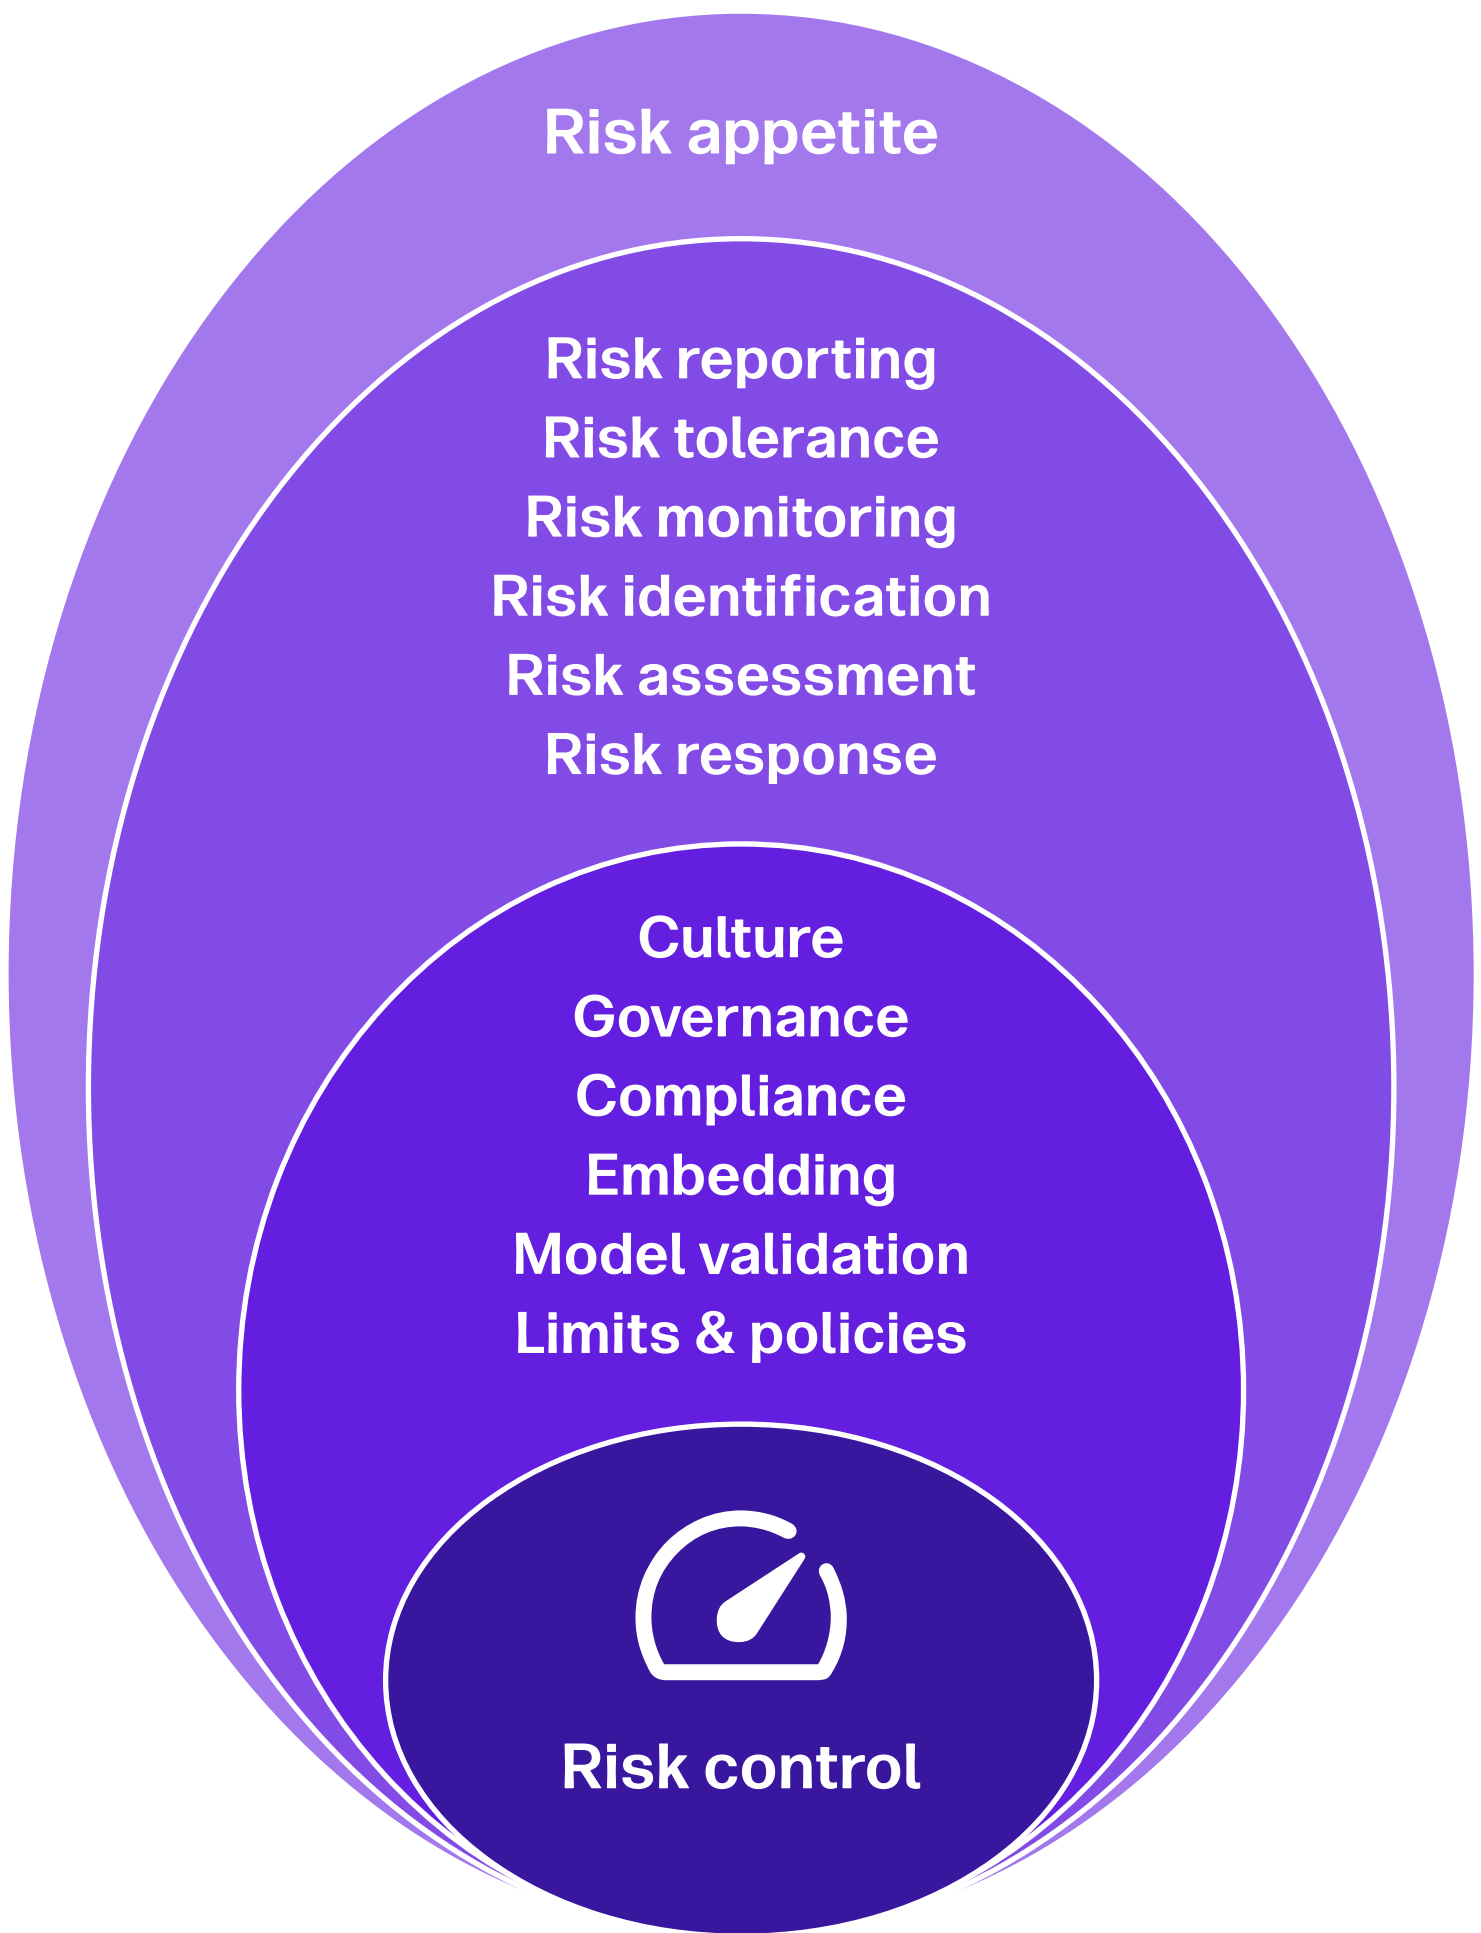 Risk appetite
Risk reporting
Risk tolerance
Risk monitoring
Risk identification
Risk assessment
Risk response
Culture
Governance
Compliance
Embedding
Model validation
Limits & policies
Risk control